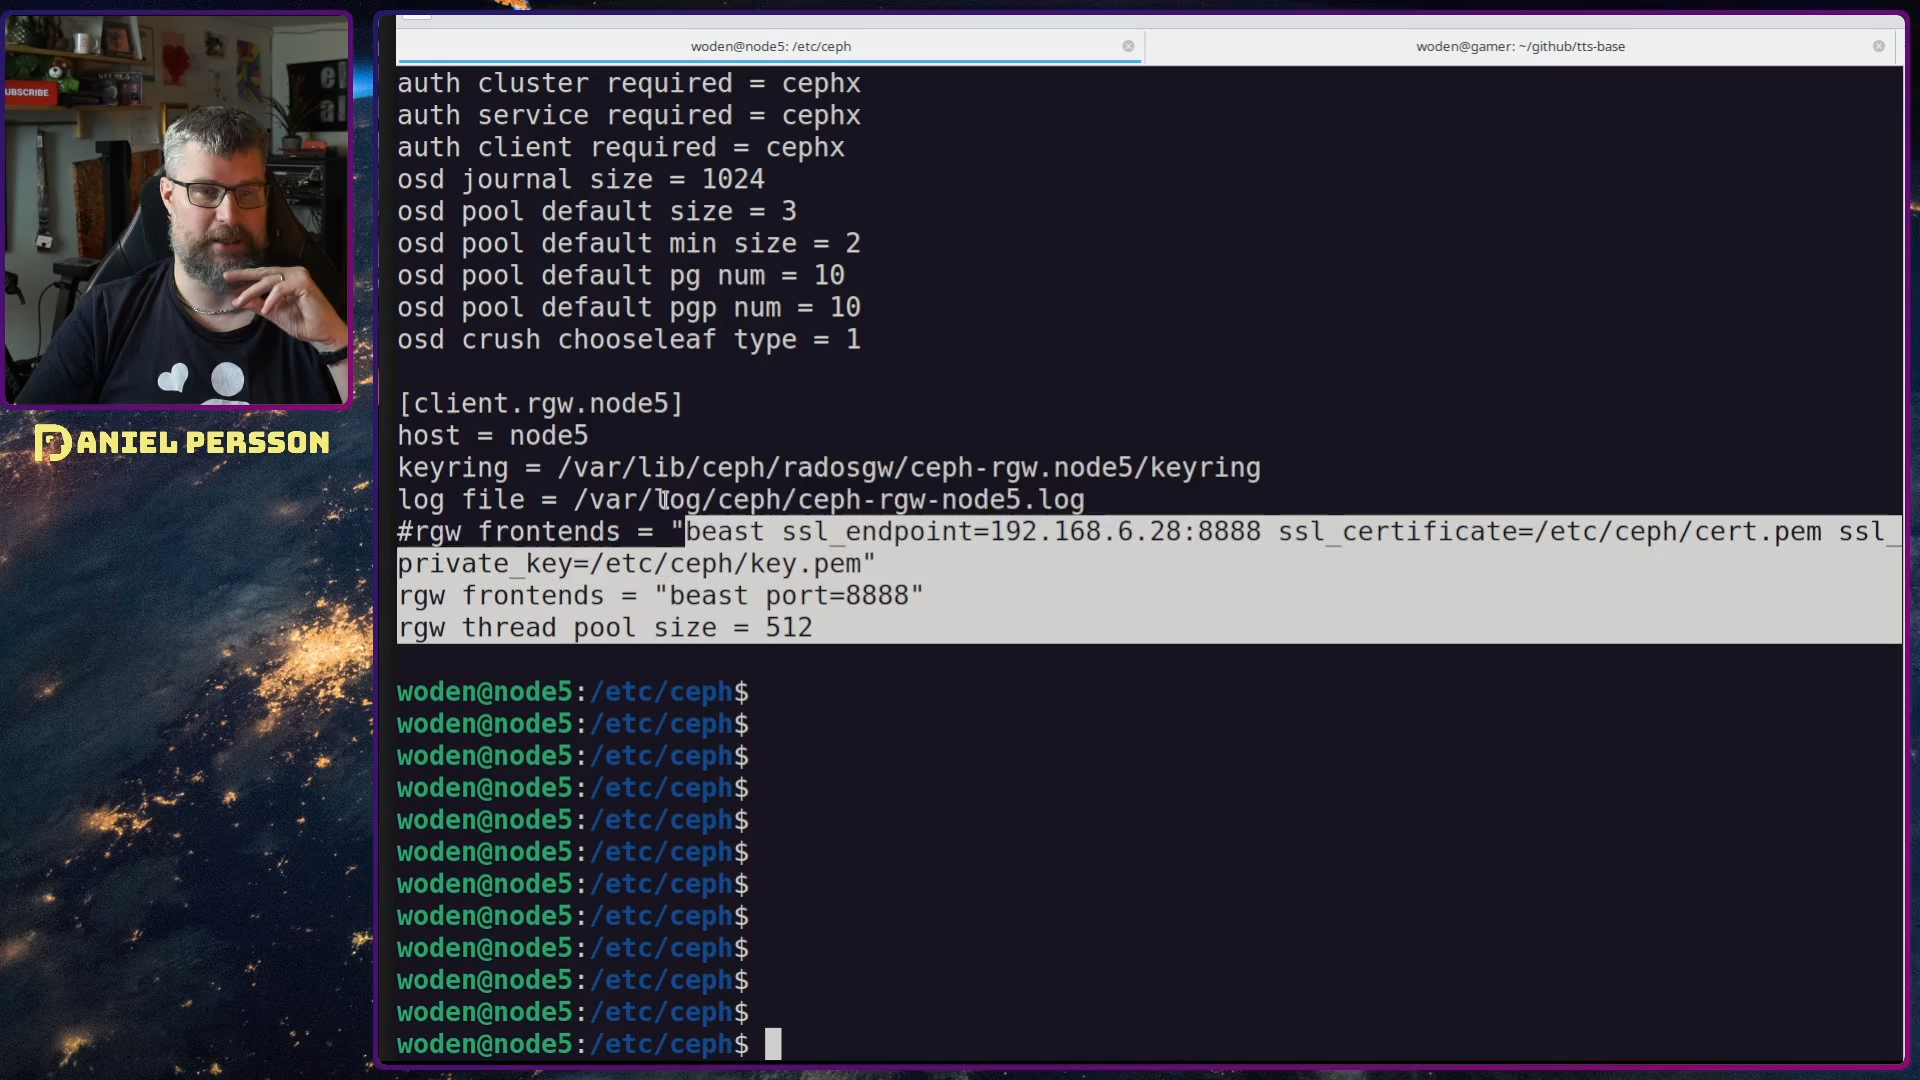 woden@node5: /etc/ceph
woden@gamer: ~/github/tts-base
auth cluster required = cephx
auth service required = cephx
auth client required = cephx
osd journal size = 1024
osd pool default size = 3
osd pool default min size = 2
osd pool default pg num = 10
osd pool default pgp num = 10
osd crush chooseleaf type = 1
[client.rgw.node5]
host = node5
keyring = /var/lib/ceph/radosgw/ceph-rgw.node5/keyring
log file = /var/log/ceph/ceph-rgw-node5.log
#rgw frontends = "beast ssl_endpoint=192.168.6.28:8888 ssl_certificate=/etc/ceph/cert.pem ssl_
private_key=/etc/ceph/key.pem"
rgw frontends = "beast port=8888"
rgw thread pool size = 512
woden@node5:/etc/ceph$
woden@node5:/etc/ceph$
woden@node5:/etc/ceph$
woden@node5:/etc/ceph$
woden@node5:/etc/ceph$
woden@node5:/etc/ceph$
woden@node5:/etc/ceph$
woden@node5:/etc/ceph$
woden@node5:/etc/ceph$
woden@node5:/etc/ceph$
woden@node5:/etc/ceph$
woden@node5:/etc/ceph$
UBSCRIBE
DANIEL PERSSON